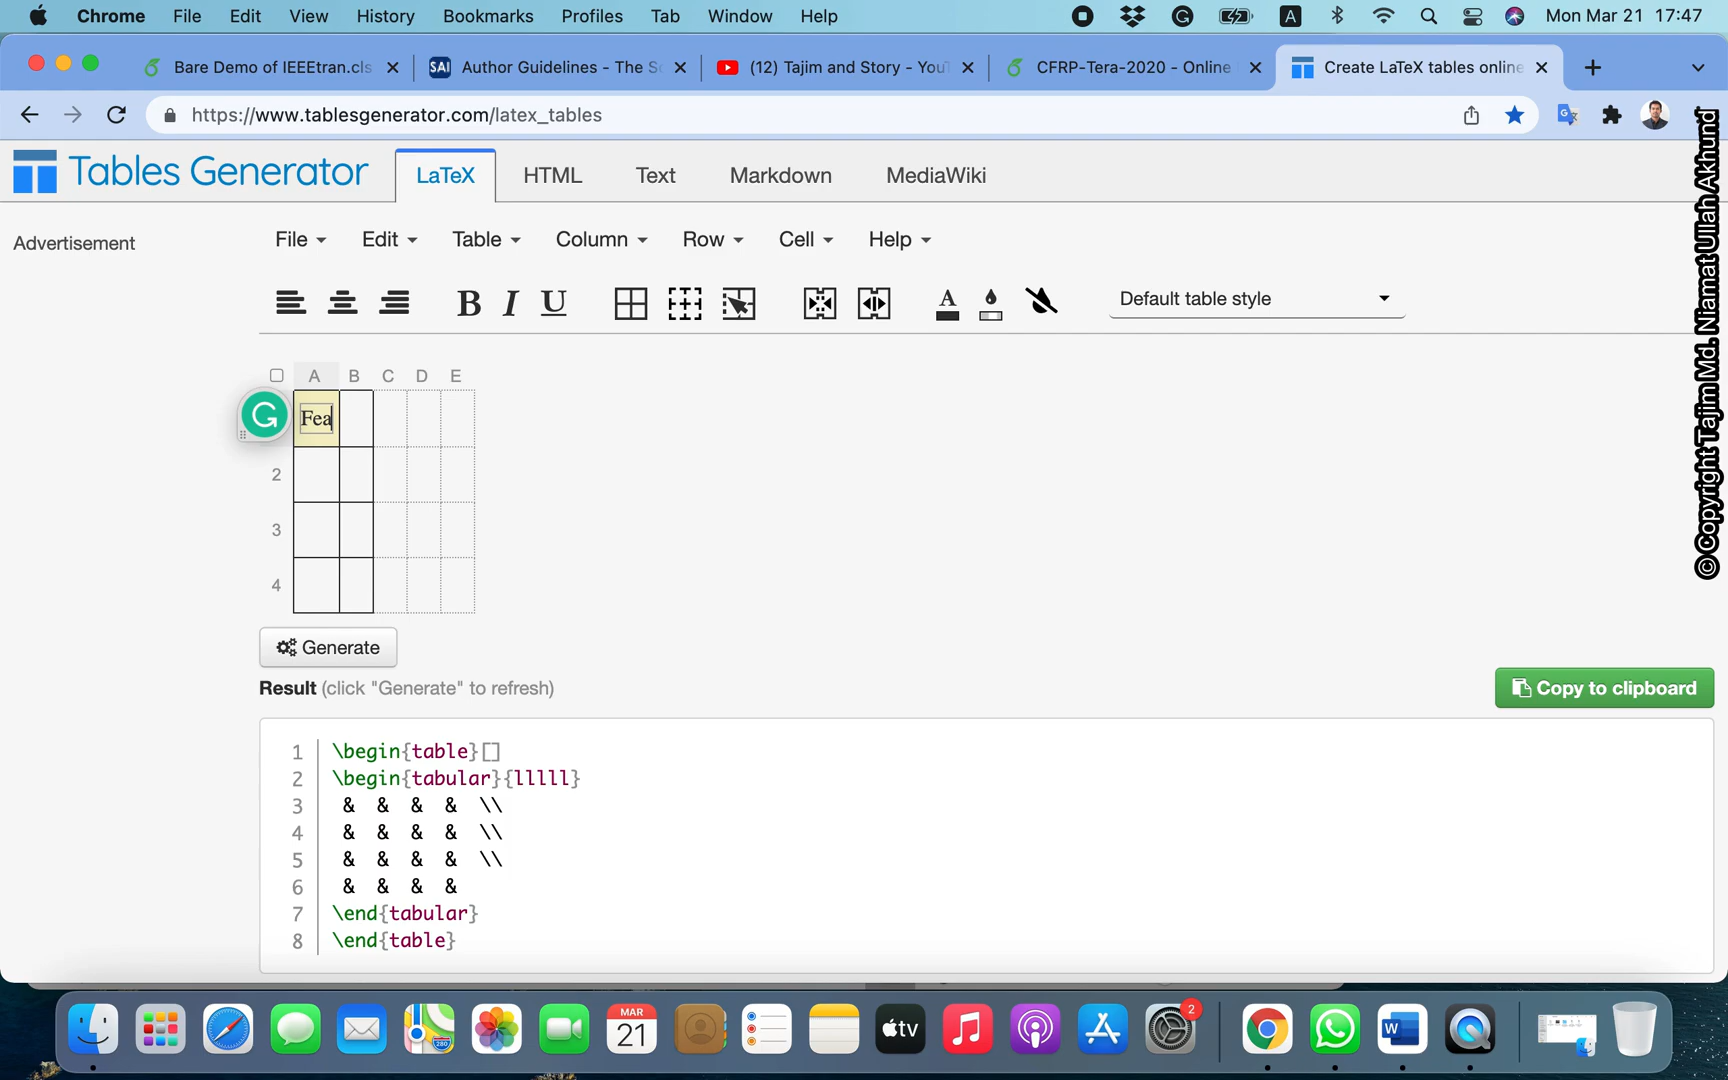 Chrome File Edit View History Bookmarks Profiles Tab Window Help A Mon Mar 21 17:47
Bare Demo of IEEEtran.cls SAI Author Guidelines - The S (12) Tajim and Story - You CFRP-Tera-2020 - Online Create LaTeX tables online
https://www.tablesgenerator.com/latex_tables
Tables Generator LaTeX HTML Text Markdown MediaWiki
Advertisement
File Edit Table Column Row Cell Help
B I U A Default table style
A B C D E
G Fea
2
3
4
Generate
Result (click "Generate" to refresh)
Copy to clipboard
1 \begin{table}[]
2 \begin{tabular}{lllll}
3 & & & & \\
4 & & & & \\
5 & & & & \\
6 & & & &
7 \end{tabular}
8 \end{table}
©Copyright Tajim Md. Niamat Ullah Akhund
MAR
21
280
tv
2
W